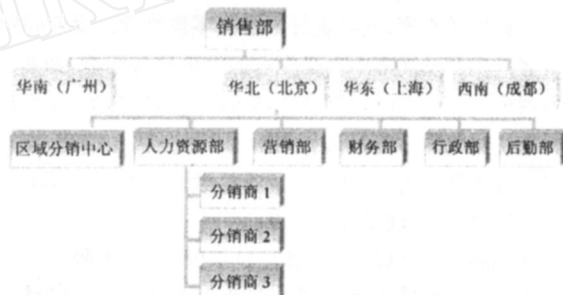 销售部
华南（广州） 华北（北京） 华东（上海） 西南（成都）
区域分销中心 人力资源部 营销部 财务部 行政部 后勤部
分销商 1
分销商 2
分销商 3